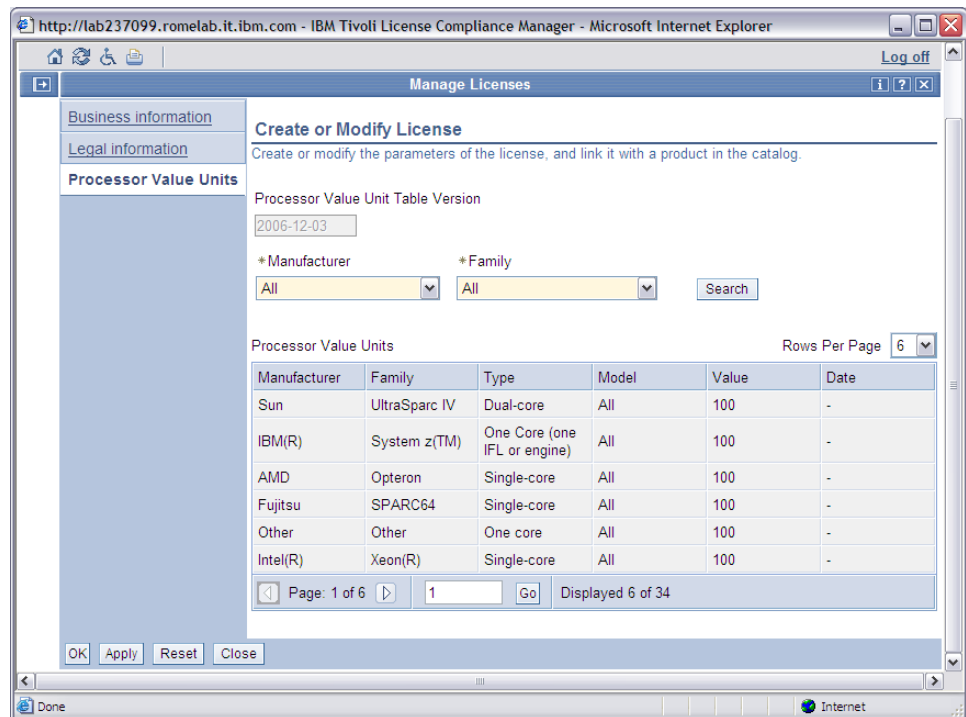 http://lab237099.romelab.it.ibm.com - IBM Tivoli License Compliance Manager - Microsoft Internet Explorer
Log off
Manage Licenses
i ? X
Business information
Legal information
Processor Value Units
Create or Modify License
Create or modify the parameters of the license, and link it with a product in the catalog.
Processor Value Unit Table Version
2006-12-03
*Manufacturer *Family
All All Search
Processor Value Units Rows Per Page 6
Manufacturer Family Type Model Value Date
Sun UltraSparc IV Dual-core All 100 -
IBM(R) System z(TM) One Core (one IFL or engine) All 100 -
AMD Opteron Single-core All 100 -
Fujitsu SPARC64 Single-core All 100 -
Other Other One core All 100 -
Intel(R) Xeon(R) Single-core All 100 -
Page: 1 of 6 1 Go Displayed 6 of 34
OK Apply Reset Close
Done Internet